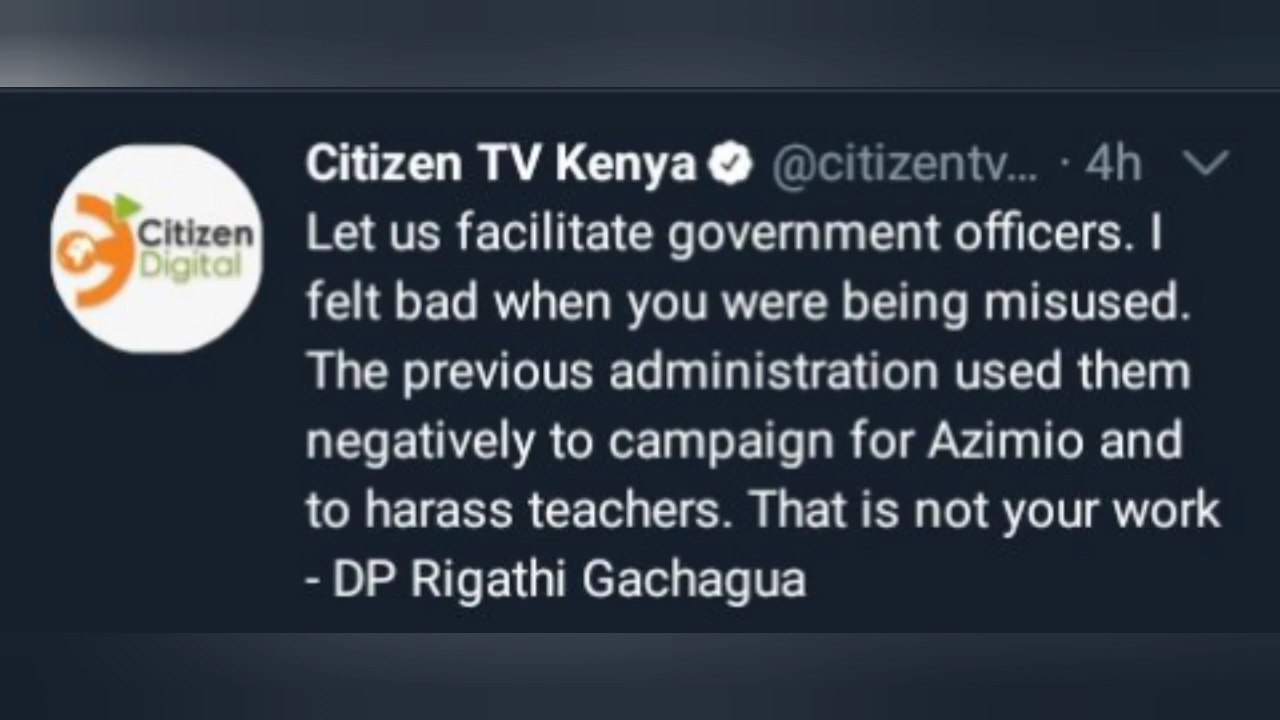 Citizen TV Kenya @citizentv... · 4h
Citizen
Digital
Let us facilitate government officers. I
felt bad when you were being misused.
The previous administration used them
negatively to campaign for Azimio and
to harass teachers. That is not your work
- DP Rigathi Gachagua